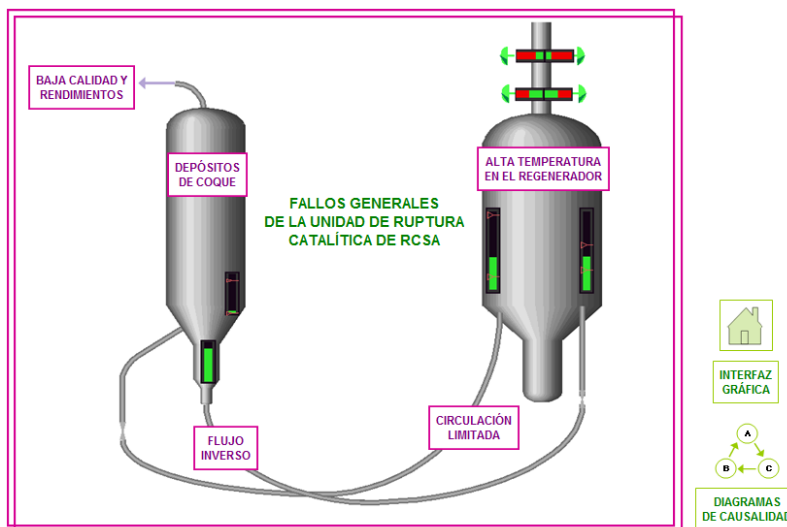 BAJA CALIDAD Y
RENDIMIENTOS
DEPÓSITOS
DE COQUE
ALTA TEMPERATURA
EN EL REGENERADOR
FALLOS GENERALES
DE LA UNIDAD DE RUPTURA
CATALÍTICA DE RCSA
FLUJO
INVERSO
CIRCULACIÓN
LIMITADA
INTERFAZ
GRÁFICA
A
B
C
DIAGRAMAS
DE CAUSALIDAD